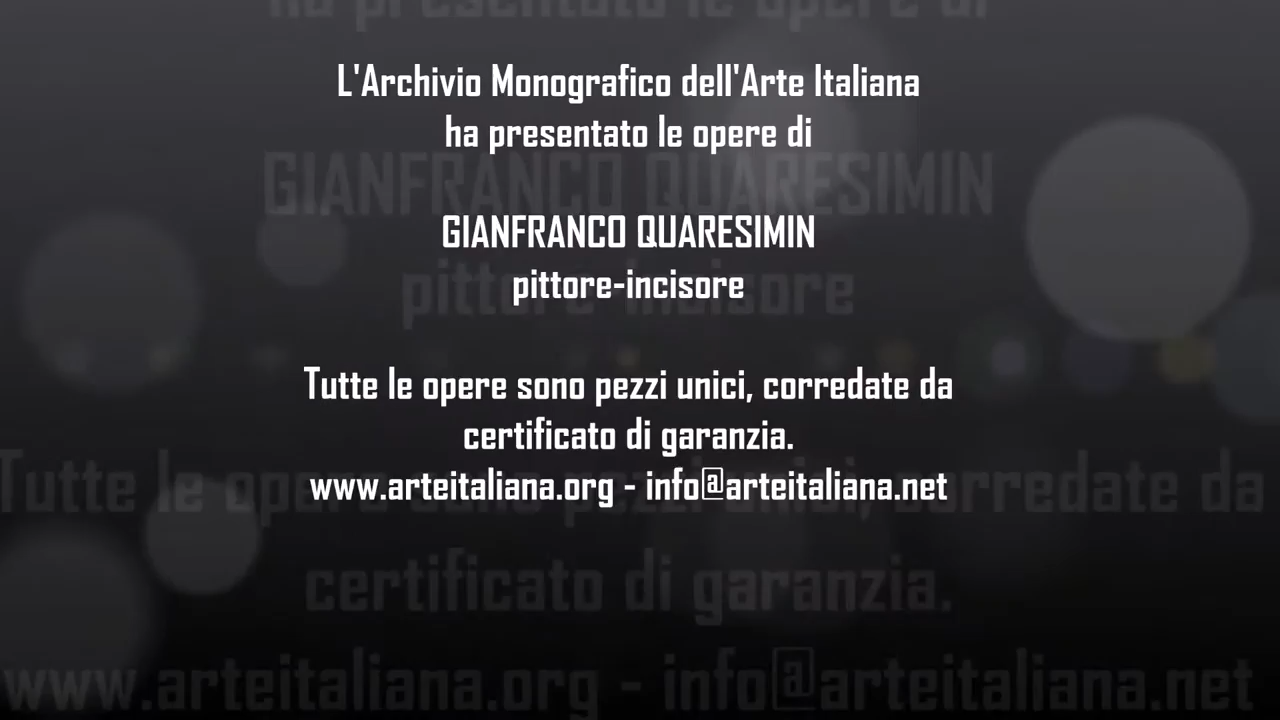 L'Archivio Monografico dell'Arte Italiana
ha presentato le opere di
GIANFRANCO QUARESIMIN
pittore-incisore
Tutte le opere sono pezzi unici, corredate da
certificato di garanzia.
www.arteitaliana.org - info@arteitaliana.net